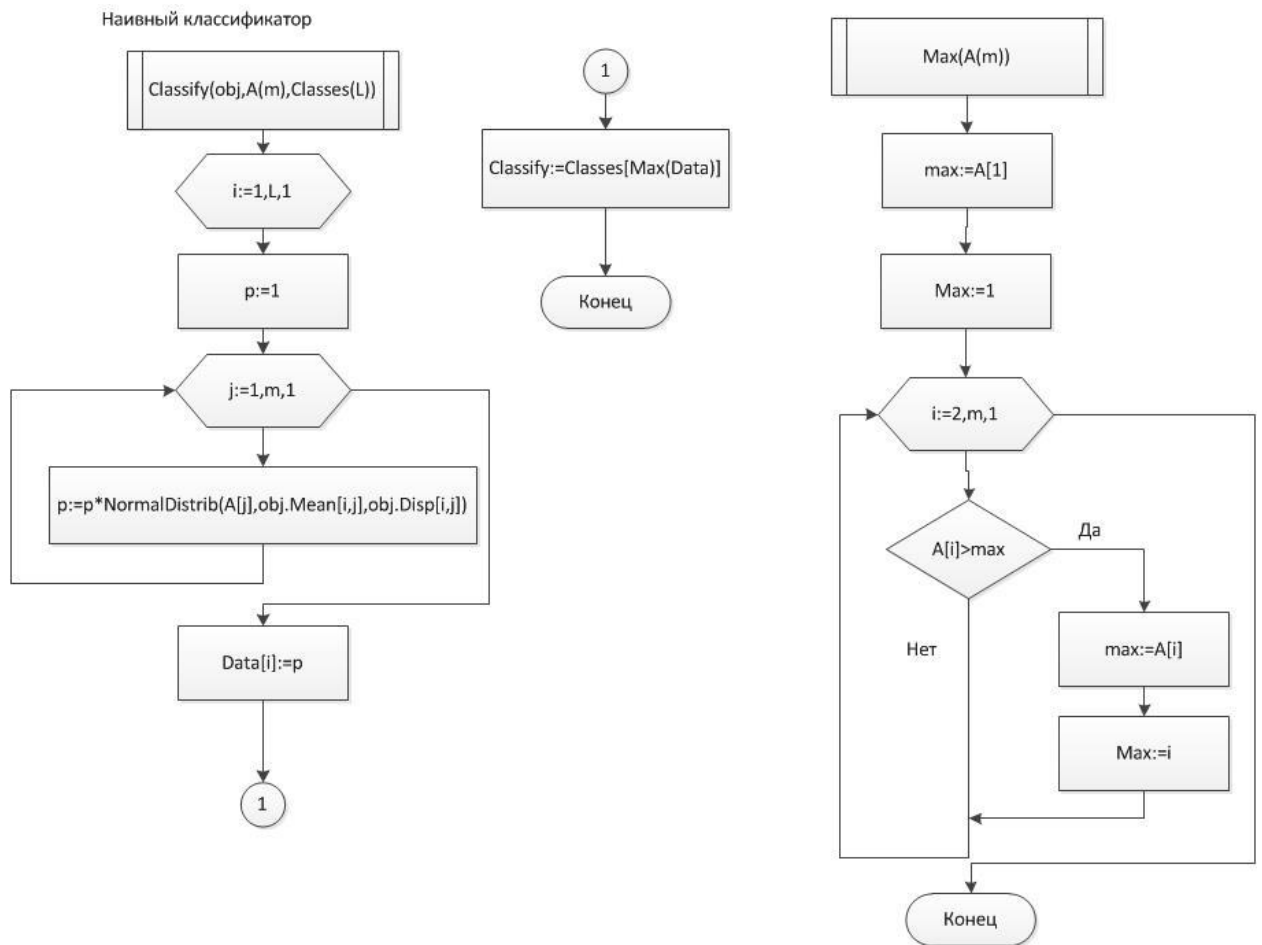 Наивный классификатор
Classify(obj,A(m),Classes(L))
i:=1,L,1
p:=1
j:=1,m,1
p:=p*NormalDistrib(A[j],obj.Mean[i,j],obj.Disp[i,j])
Data[i]:=p
1
1
Classify:=Classes[Max(Data)]
Конец
Max(A(m))
max:=A[1]
Max:=1
i:=2,m,1
A[i]>max
Да
Нет
max:=A[i]
Max:=i
Конец